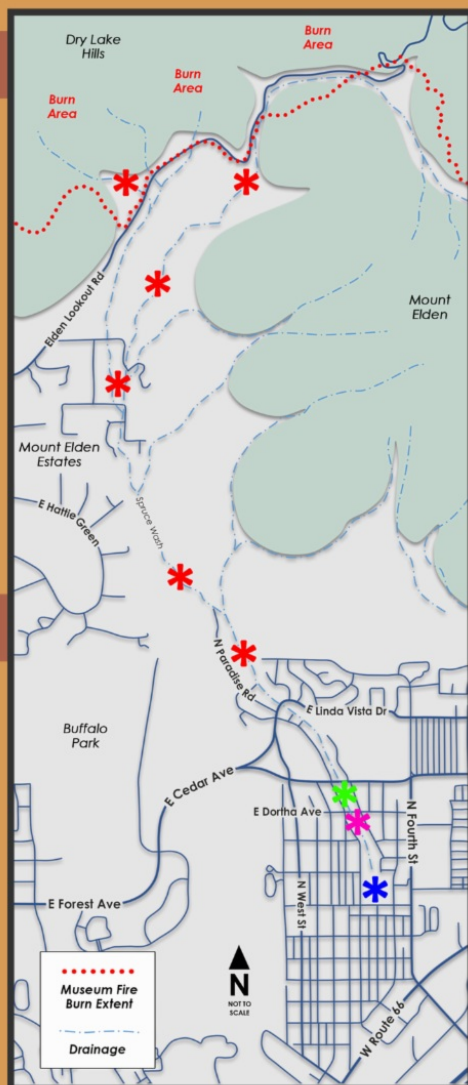 Dry Lake
Hills
Burn
Area
Burn
Area
Burn
Area
Elden Lookout Rd
Mount
Elden
Mount Elden
Estates
E Hattie Green
Spruce Wash
N Paradise Rd
E Linda Vista Dr
Buffalo
Park
E Cedar Ave
E Dortha Ave
N Fourth St
N West St
E Forest Ave
N
NOT TO
SCALE
W Route 66
Museum Fire
Burn Extent
Drainage